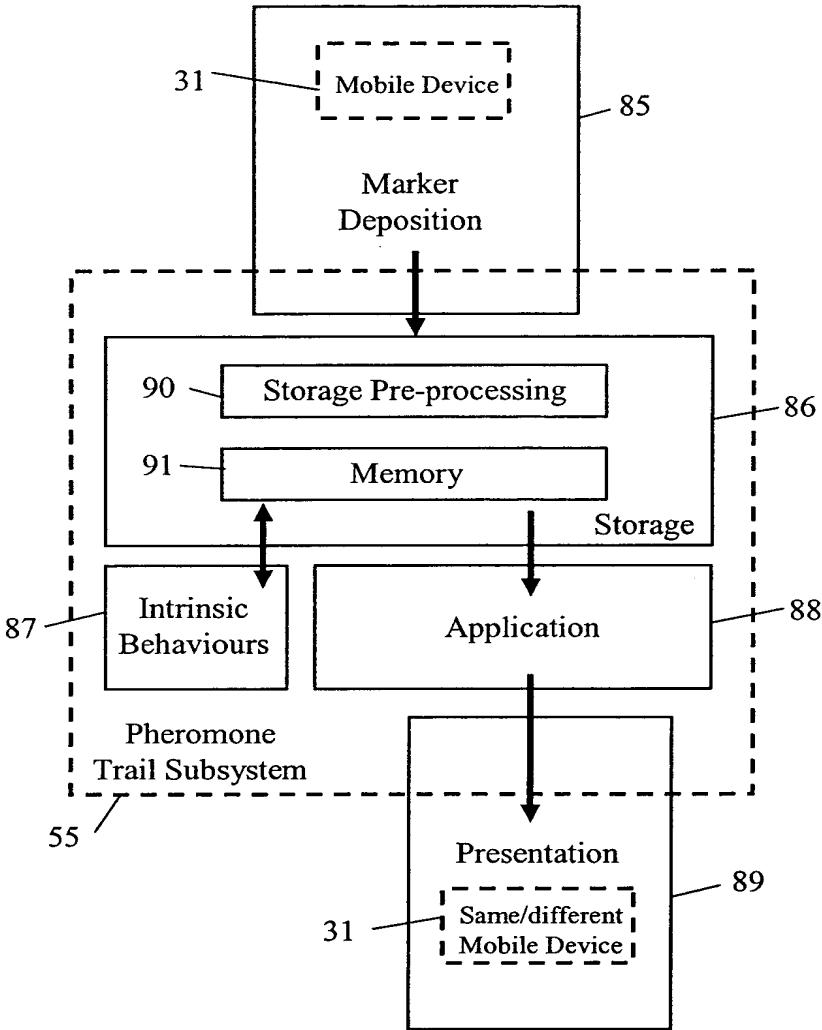 31
Mobile Device
85
Marker
Deposition
90
Storage Pre-processing
86
91
Memory
Storage
87
Intrinsic
Behaviours
Application
88
Pheromone
Trail Subsystem
55
Presentation
89
31
Same/different
Mobile Device